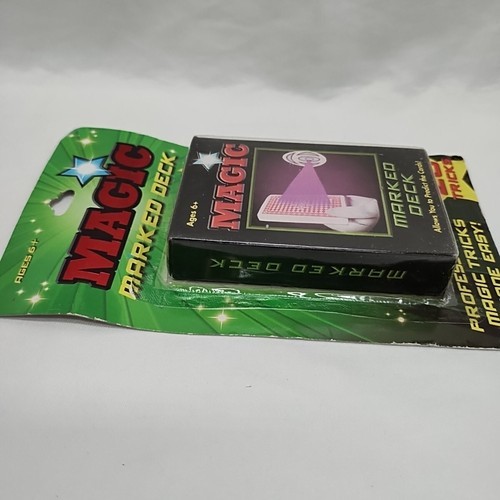 MAGIC
MARKED DECK
AGES 6+
Ages 6+
MAGIC
MARKED
DECK
Allows You to Predict the Cards!
MARKED DECK
TRICKS
TRICKS
MAGIC
MADE EASY!